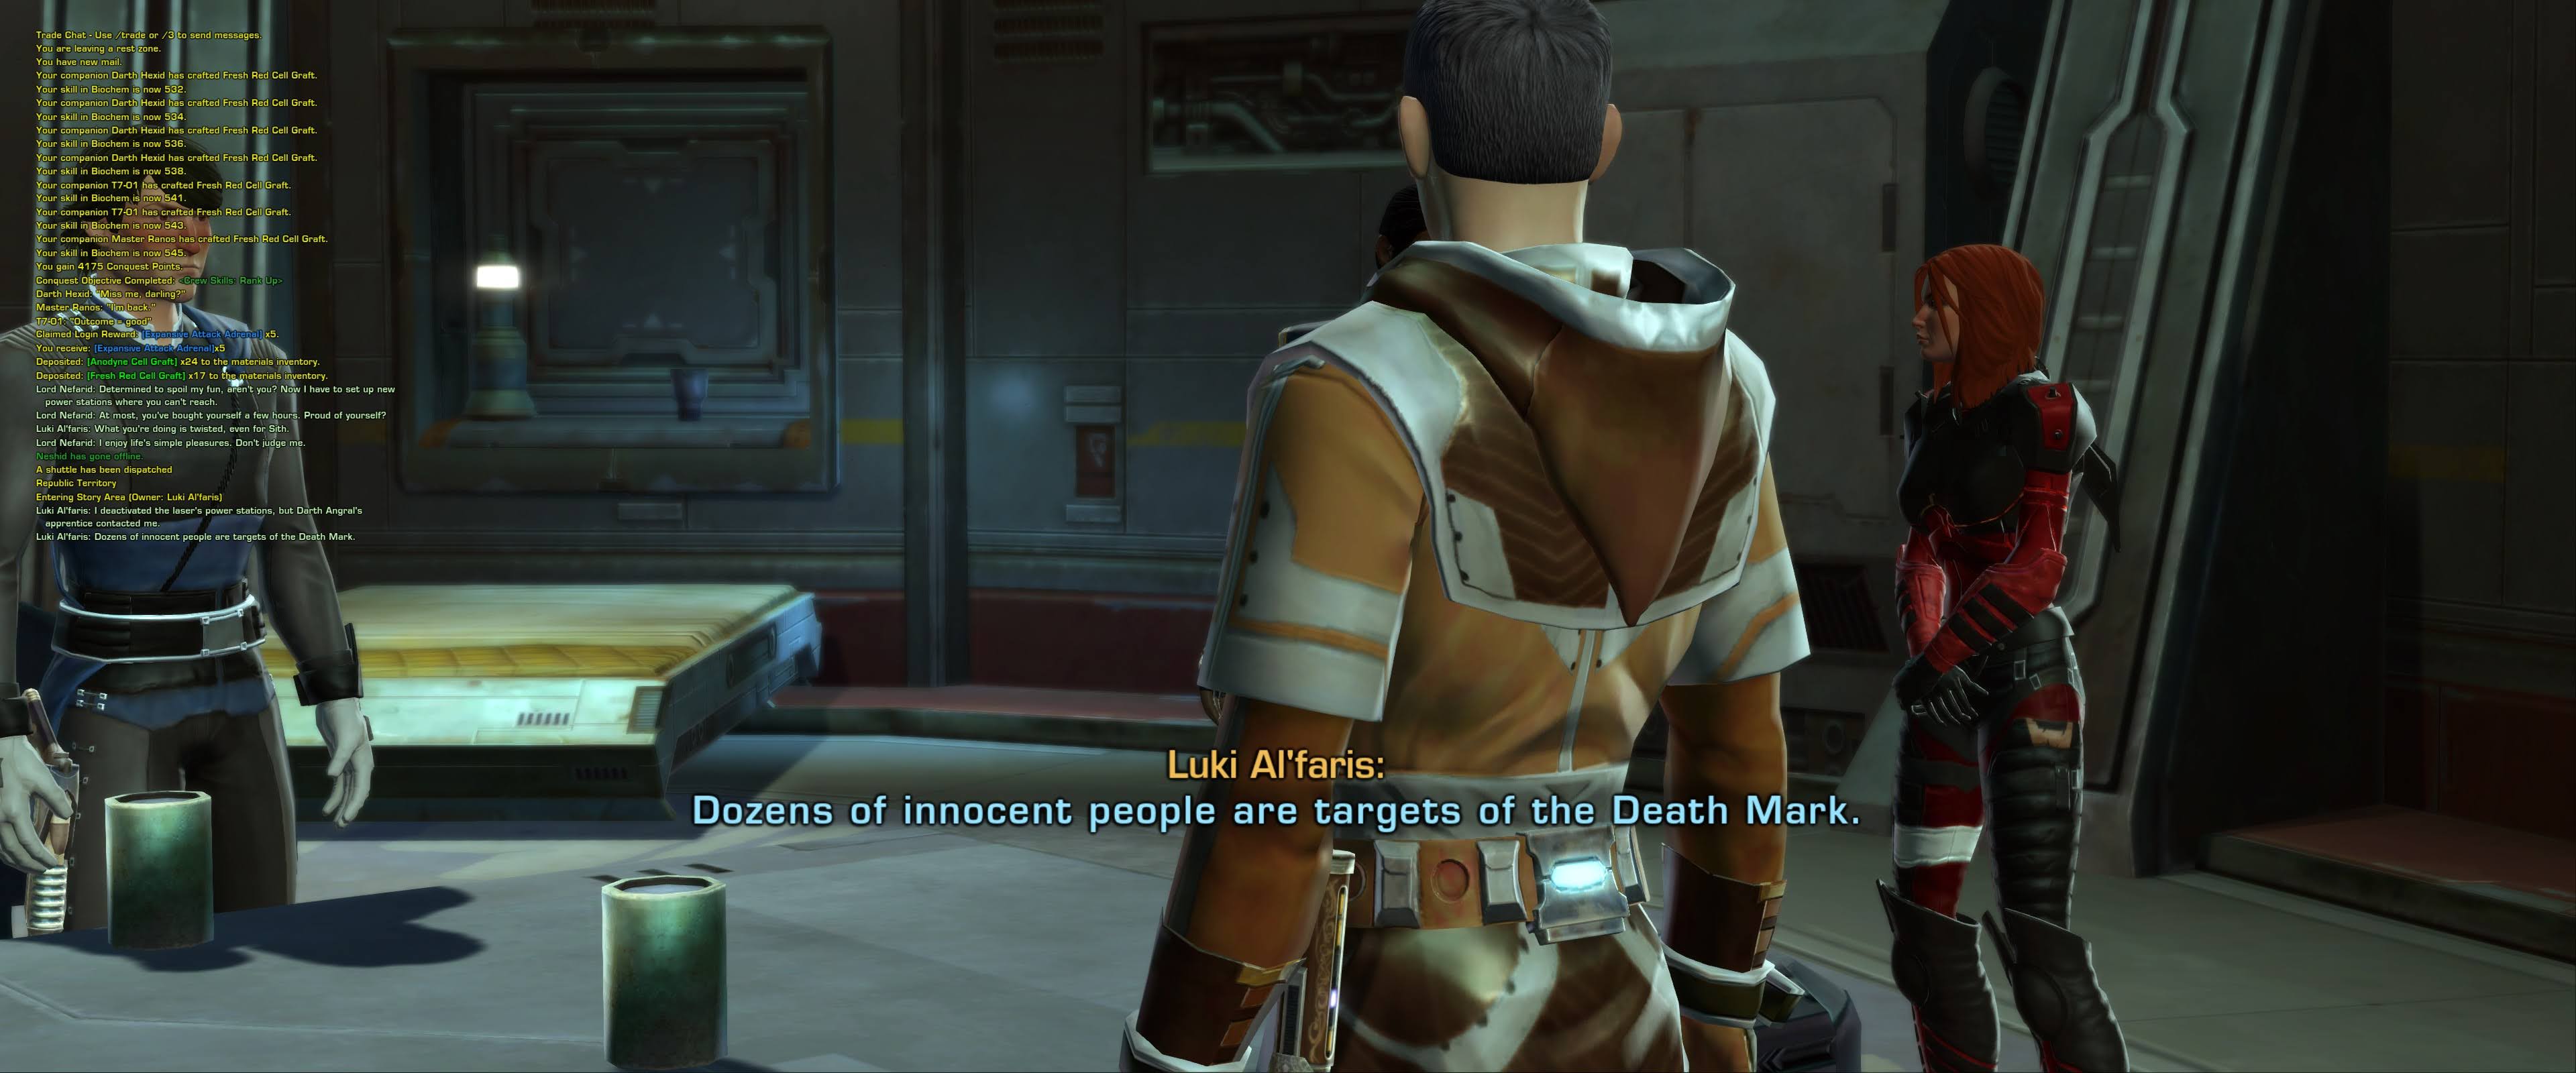 Trade Chat - Use /trade or /3 to send messages.
You are leaving a rest zone.
You have new mail.
Your companion Darth Hexid has crafted Fresh Red Cell Graft.
Your skill in Biochem is now 532.
Your companion Darth Hexid has crafted Fresh Red Cell Graft.
Your skill in Biochem is now 534.
Your companion Darth Hexid has crafted Fresh Red Cell Graft.
Your skill in Biochem is now 536.
Your companion Darth Hexid has crafted Fresh Red Cell Graft.
Your skill in Biochem is now 538.
Your companion T7-01 has crafted Fresh Red Cell Graft.
Your skill in Biochem is now 541.
Your companion T7-01 has crafted Fresh Red Cell Graft.
Your skill in Biochem is now 543.
Your companion Master Ranos has crafted Fresh Red Cell Graft.
Your skill in Biochem is now 545.
You gain 4175 Conquest Points.
Conquest Objective Completed: <Crew Skills: Rank Up>
Darth Hexid: "Miss me, darling?"
Master Ranos: "I'm back."
T7-01: "Outcome = good"
Claimed Login Reward: [Expansive Attack Adrenal] x5.
You receive: [Expansive Attack Adrenal]x5
Deposited: [Anodyne Cell Graft] x24 to the materials inventory.
Deposited: [Fresh Red Cell Graft] x17 to the materials inventory.
Lord Nefarid: Determined to spoil my fun, aren't you? Now I have to set up new
power stations where you can't reach.
Lord Nefarid: At most, you've bought yourself a few hours. Proud of yourself?
Luki Al'faris: What you're doing is twisted, even for Sith.
Lord Nefarid: I enjoy life's simple pleasures. Don't judge me.
Neshid has gone offline.
A shuttle has been dispatched
Republic Territory
Entering Story Area (Owner: Luki Al'faris)
Luki Al'faris: I deactivated the laser's power stations, but Darth Angral's
apprentice contacted me.
Luki Al'faris: Dozens of innocent people are targets of the Death Mark.
Luki Al'faris:
Dozens of innocent people are targets of the Death Mark.